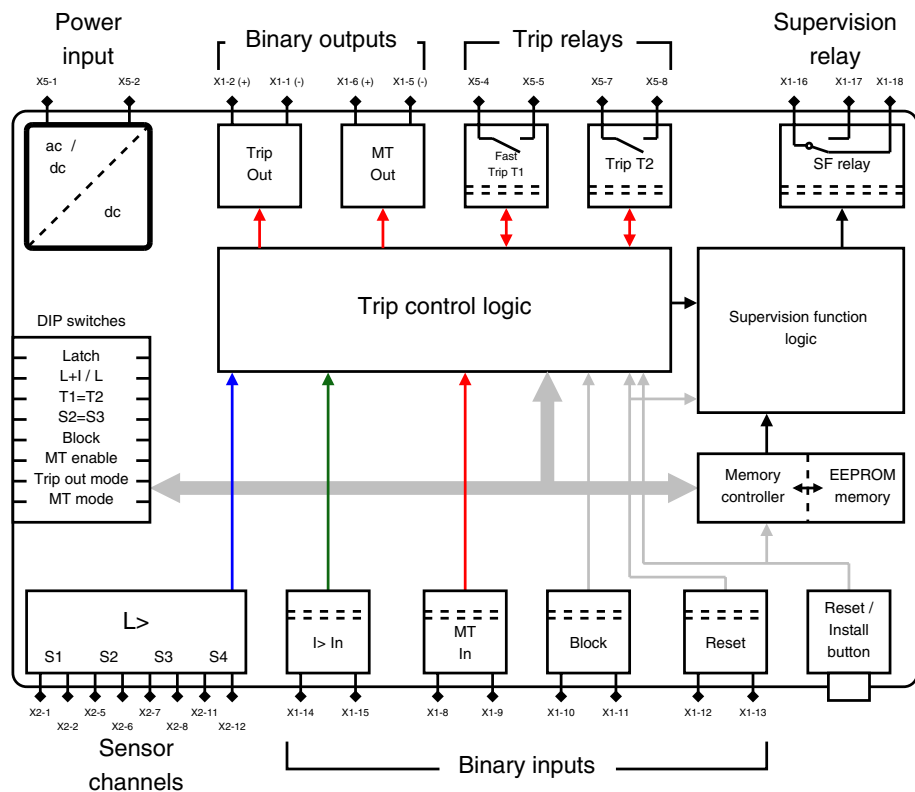 Power
input
Binary outputs
Trip relays
Supervision
relay
X5-1
X5-2
X1-2 (+)
X1-1 (-)
X1-6 (+)
X1-5 (-)
X5-4
X5-5
X5-7
X5-8
X1-16
X1-17
X1-18
ac /
dc
dc
Trip
Out
MT
Out
Fast
Trip T1
Trip T2
SF relay
Trip control logic
Supervision function
logic
DIP switches
Latch
L+I / L
T1=T2
S2=S3
Block
MT enable
Trip out mode
MT mode
Memory
controller
EEPROM
memory
L>
S1
S2
S3
S4
I> In
MT
In
Block
Reset
Reset /
Install
button
X2-1
X2-2
X2-5
X2-6
X2-7
X2-8
X2-11
X2-12
X1-14
X1-15
X1-8
X1-9
X1-10
X1-11
X1-12
X1-13
Sensor
channels
Binary inputs